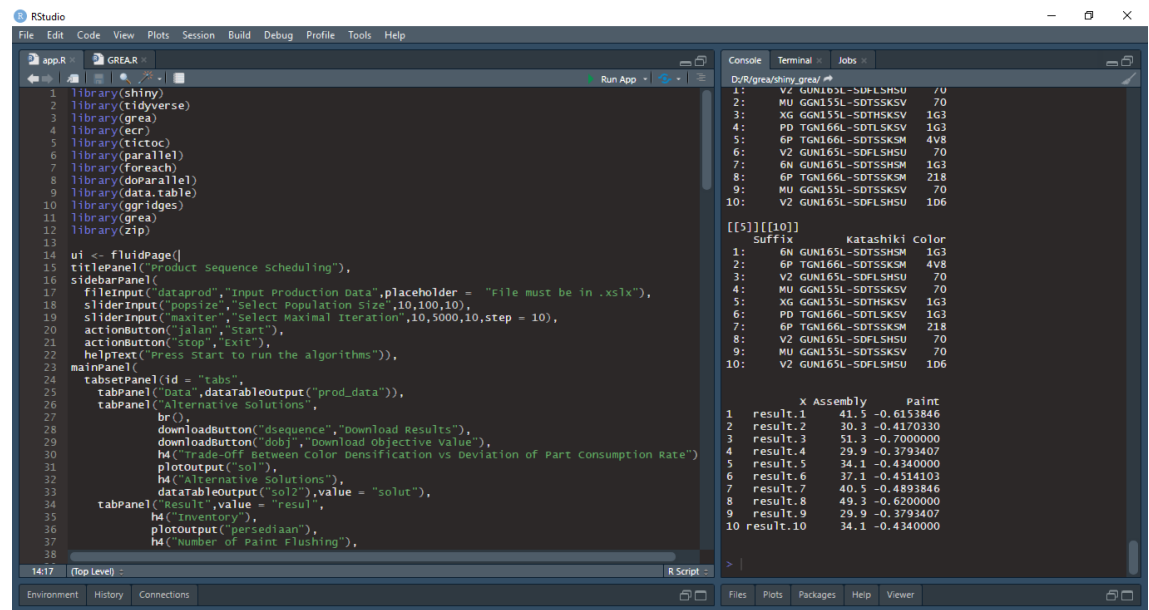 RStudio
File Edit Code View Plots Session Build Debug Profile Tools Help
app.R GREA.R
Run App
1 library(shiny)
2 library(tidyverse)
3 library(grea)
4 library(ecr)
5 library(tictoc)
6 library(parallel)
7 library(foreach)
8 library(doParallel)
9 library(data.table)
10 library(ggridges)
11 library(grea)
12 library(zip)
13
14 ui <- fluidPage(
15 titlePanel("Product Sequence Scheduling"),
16 sidebarPanel(
17 fileInput("dataprod","Input Production Data",placeholder = "File must be in .xslx"),
18 sliderInput("popsize","Select Population Size",10,100,10),
19 sliderInput("maxiter","Select Maximal Iteration",10,5000,10,step = 10),
20 actionButton("jalan","Start"),
21 actionButton("stop","Exit"),
22 helpText("Press Start to run the algorithms")),
23 mainPanel(
24 tabsetPanel(id = "tabs",
25 tabPanel("Data",dataTableOutput("prod_data")),
26 tabPanel("Alternative Solutions",
27 br(),
28 downloadButton("dsequence","Download Results"),
29 downloadButton("dobj","Download Objective Value"),
30 h4("Trade-Off Between Color Densification vs Deviation of Part Consumption Rate")
31 plotOutput("sol"),
32 h4("Alternative Solutions"),
33 dataTableOutput("sol2"),value = "solut"),
34 tabPanel("Result",value = "resul",
35 h4("Inventory"),
36 plotOutput("persediaan"),
37 h4("Number of Paint Flushing"),
38
14:17 (Top Level) R Script
Environment History Connections
Console Terminal Jobs
D:/R/grea/shiny_grea/
1: V2 GUN165L-SDFLSHSU 70
2: MU GGN155L-SDTSSKSV 70
3: XG GGN155L-SDTHSKSV 1G3
4: PD TGN166L-SDTLSKSV 1G3
5: 6P TGN166L-SDTSSKSM 4V8
6: V2 GUN165L-SDFLSHSU 70
7: 6N GUN165L-SDTSSHSM 1G3
8: 6P TGN166L-SDTSSKSM 218
9: MU GGN155L-SDTSSKSV 70
10: V2 GUN165L-SDFLSHSU 1D6
[[5]][[10]]
Suffix Katashiki Color
1: 6N GUN165L-SDTSSHSM 1G3
2: 6P TGN166L-SDTSSKSM 4V8
3: V2 GUN165L-SDFLSHSU 70
4: MU GGN155L-SDTSSKSV 70
5: XG GGN155L-SDTHSKSV 1G3
6: PD TGN166L-SDTLSKSV 1G3
7: 6P TGN166L-SDTSSKSM 218
8: V2 GUN165L-SDFLSHSU 70
9: MU GGN155L-SDTSSKSV 70
10: V2 GUN165L-SDFLSHSU 1D6
X Assembly Paint
1 result.1 41.5 -0.6153846
2 result.2 30.3 -0.4170330
3 result.3 51.3 -0.7000000
4 result.4 29.9 -0.3793407
5 result.5 34.1 -0.4340000
6 result.6 37.1 -0.4514103
7 result.7 40.5 -0.4893846
8 result.8 49.3 -0.6200000
9 result.9 29.9 -0.3793407
10 result.10 34.1 -0.4340000
>
Files Plots Packages Help Viewer